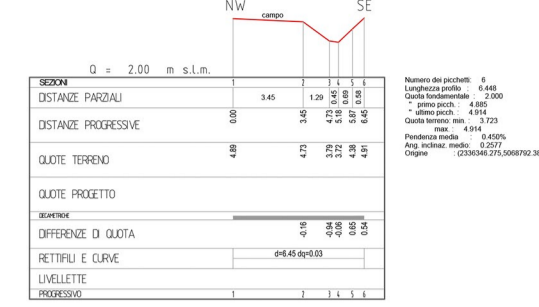 NW SE
campo
Q = 2.00 m s.l.m.
SEZIONI 1 2 3 4 5 6
DISTANZE PARZIALI 3.45 1.29 0.45 0.69 0.58
DISTANZE PROGRESSIVE 0.00 3.45 4.73 5.18 5.87 6.45
QUOTE TERRENO 4.89 4.73 3.79 3.72 4.38 4.91
QUOTE PROGETTO
DECAMETRICHE
DIFFERENZE DI QUOTA -0.16 -0.94 -0.06 0.65 0.54
RETTIFILI E CURVE d=6.45 dq=0.03
LIVELLETTE
PROGRESSIVO 1 2 3 4 5 6
Numero dei picchetti: 6
Lunghezza profilo : 6.448
Quota fondamentale : 2.000
" primo picch. : 4.885
" ultimo picch. : 4.914
Quota terreno: min. : 3.723
max. : 4.914
Pendenza media : 0.450%
Ang. inclinaz. medio: 0.2577
Origine : (2336346.275,5068792.38